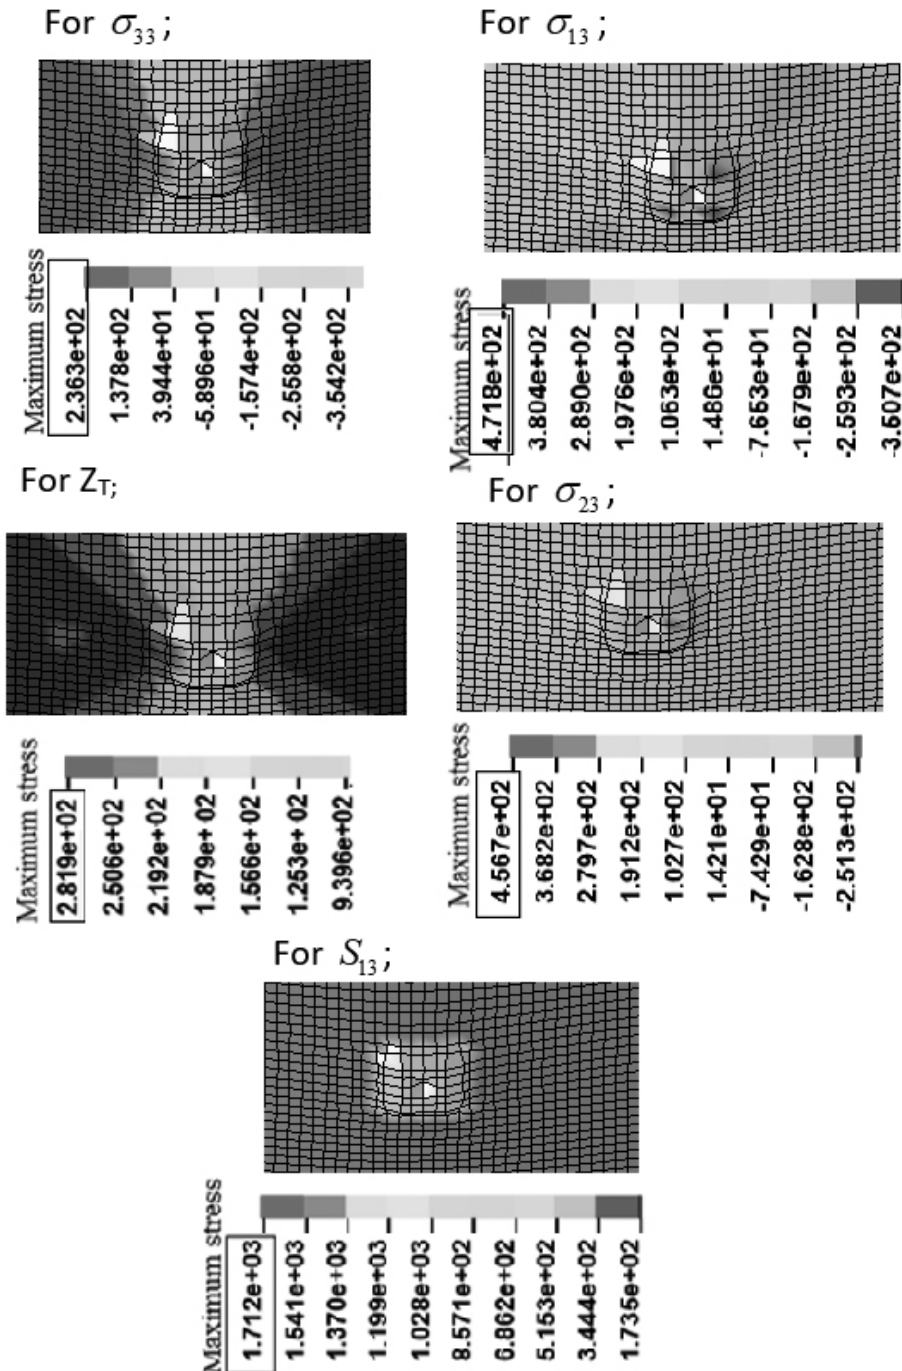 For σ₃₃;
For σ₁₃;
Maximum stress
2.363e+02
1.378e+02
3.944e+01
-5.896e+01
-1.574e+02
-2.558e+02
-3.542e+02
Maximum stress
4.718e+02
3.804e+02
2.890e+02
1.976e+02
1.063e+02
1.486e+01
-7.653e+01
-1.679e+02
-2.593e+02
-3.507e+02
For Z_T;
For σ₂₃;
Maximum stress
2.819e+02
2.506e+02
2.192e+02
1.879e+02
1.566e+02
1.253e+02
9.396e+02
Maximum stress
4.567e+02
3.682e+02
2.797e+02
1.912e+02
1.027e+02
1.421e+01
-7.429e+01
-1.628e+02
-2.513e+02
For S₁₃;
Maximum stress
1.712e+03
1.541e+03
1.370e+03
1.199e+03
1.028e+03
8.571e+02
6.862e+02
5.153e+02
3.444e+02
1.735e+02